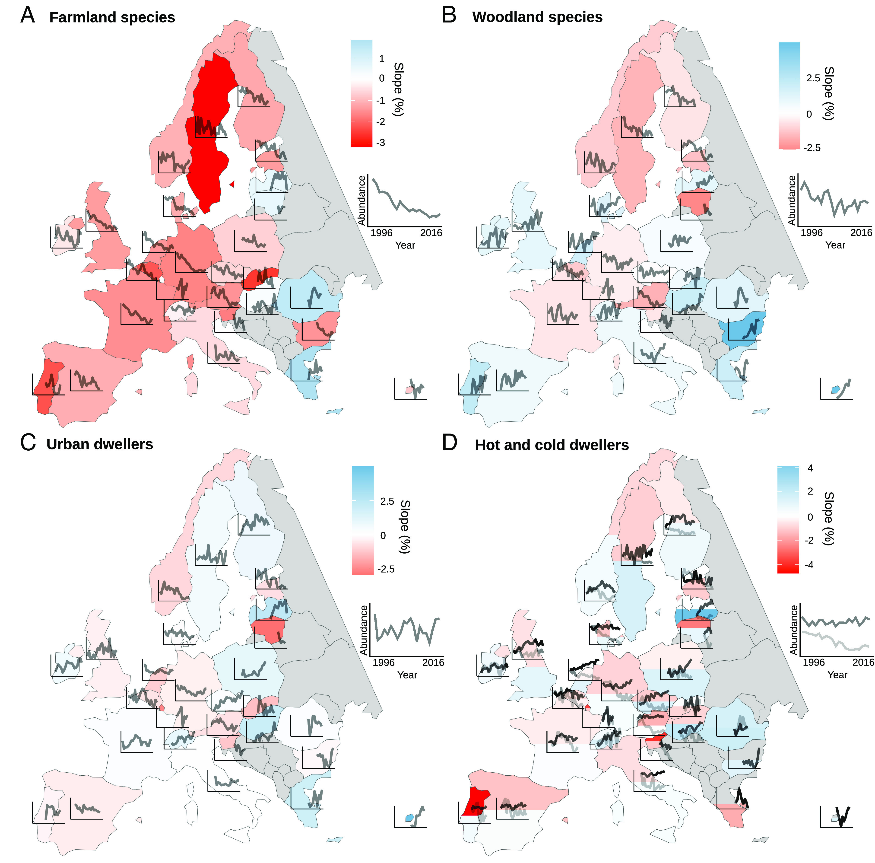 A Farmland species
1
0
-1
-2
-3
Slope (%)
Abundance
1996 2016
Year
B Woodland species
2.5
0
-2.5
Slope (%)
Abundance
1996 2016
Year
C Urban dwellers
2.5
0
-2.5
Slope (%)
Abundance
1996 2016
Year
D Hot and cold dwellers
4
2
0
-2
-4
Slope (%)
Abundance
1996 2016
Year